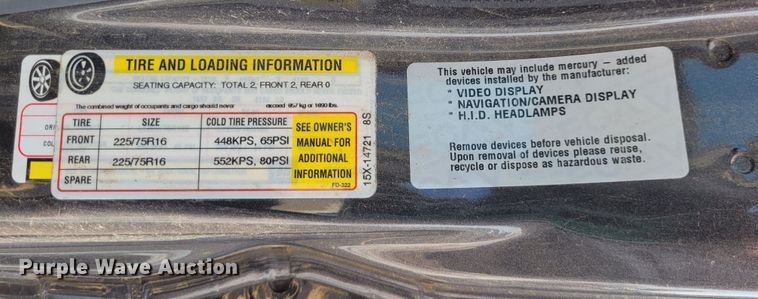 TIRE AND LOADING INFORMATION
SEATING CAPACITY: TOTAL 2, FRONT 2, REAR 0
The combined weight of occupants and cargo should never exceed 857 kg or 1890 lbs.
TIRE SIZE COLD TIRE PRESSURE
FRONT 225/75R16 448KPS, 65PSI
REAR 225/75R16 552KPS, 80PSI
SPARE
SEE OWNER'S
MANUAL FOR
ADDITIONAL
INFORMATION
FD-322
15X-14721 8S
This vehicle may include mercury – added
devices installed by the manufacturer:
* VIDEO DISPLAY
* NAVIGATION/CAMERA DISPLAY
* H.I.D. HEADLAMPS
Remove devices before vehicle disposal.
Upon removal of devices please reuse,
recycle or dispose as hazardous waste.
Purple Wave Auction